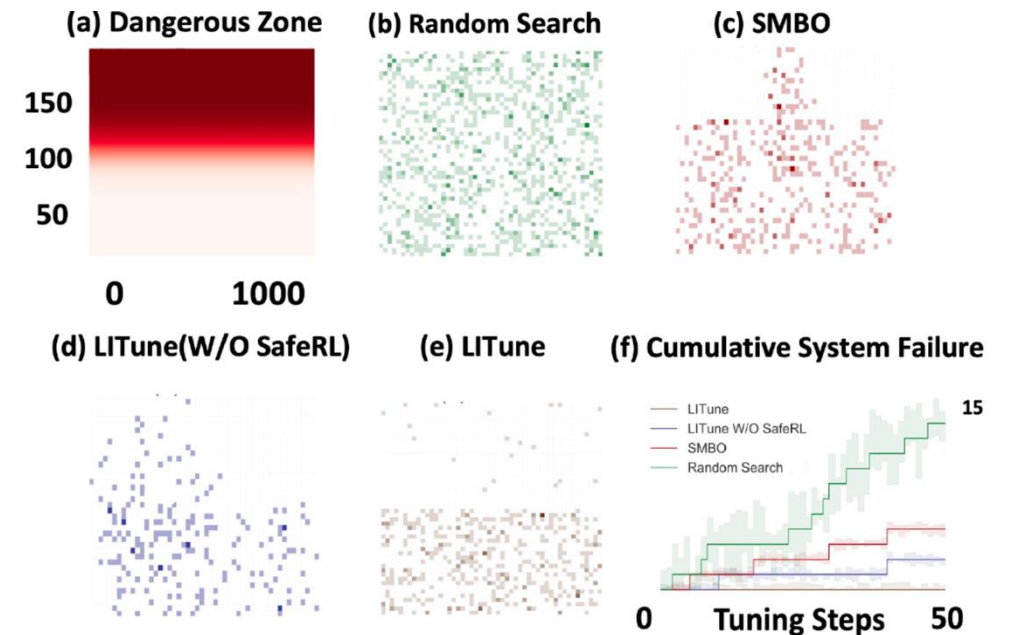 (a) Dangerous Zone
(b) Random Search
(c) SMBO
150
100
50
0
1000
(d) LITune(W/O SafeRL)
(e) LITune
(f) Cumulative System Failure
LITune
LITune W/O SafeRL
SMBO
Random Search
15
0
Tuning Steps
50